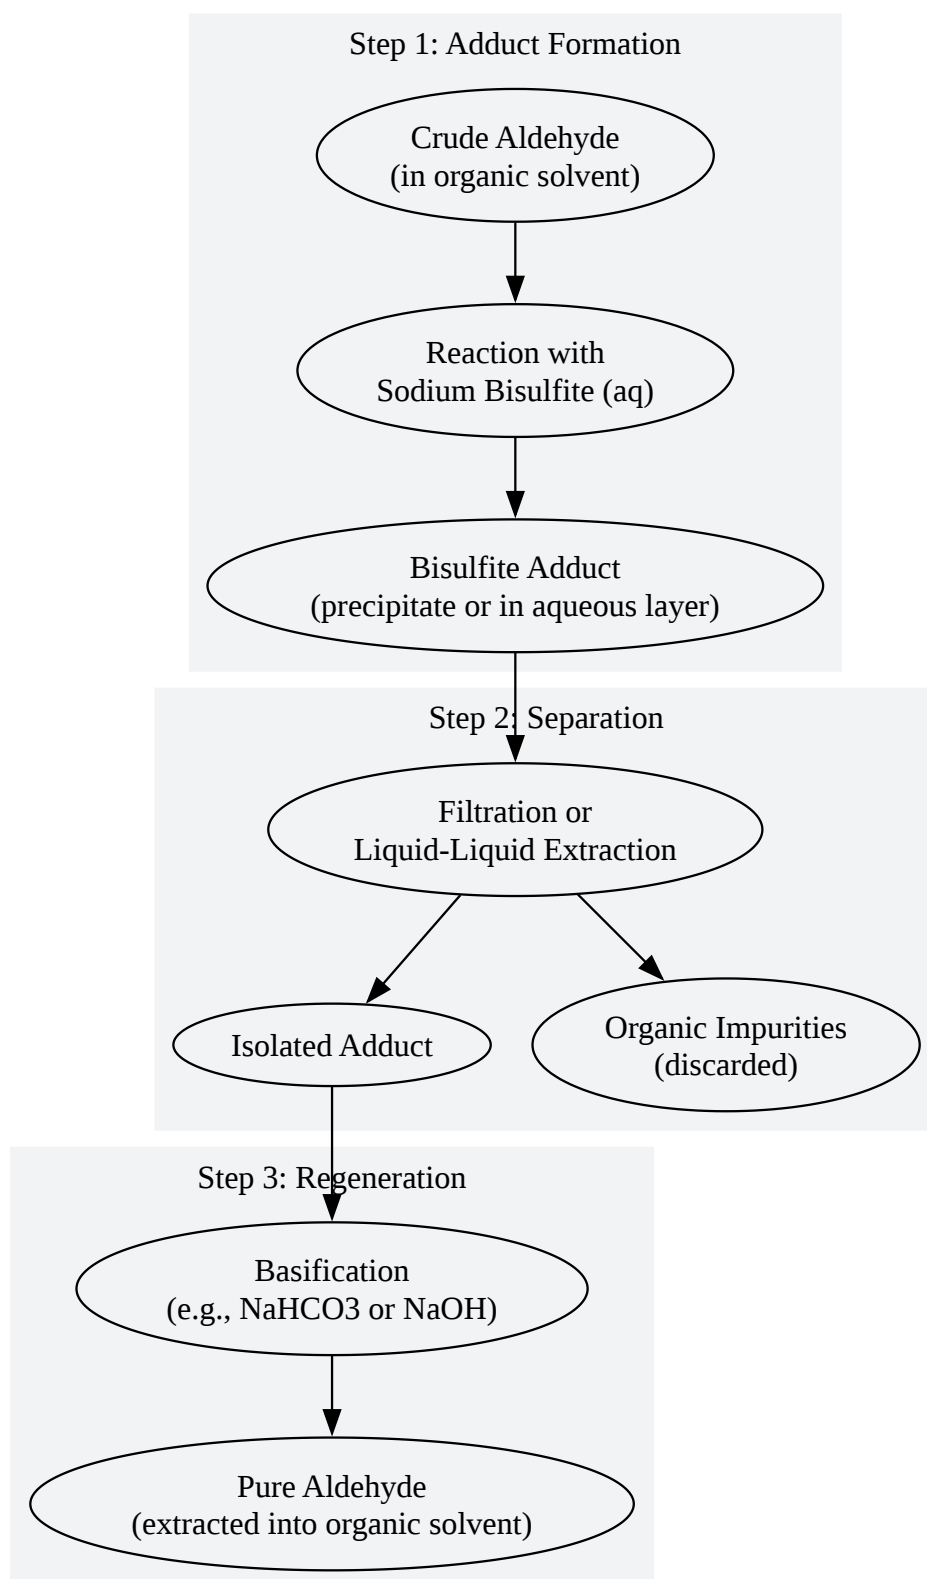 Step 1: Adduct Formation
Crude Aldehyde
(in organic solvent)
Reaction with
Sodium Bisulfite (aq)
Bisulfite Adduct
(precipitate or in aqueous layer)
Step 2: Separation
Filtration or
Liquid-Liquid Extraction
Isolated Adduct
Organic Impurities
(discarded)
Step 3: Regeneration
Basification
(e.g., NaHCO3 or NaOH)
Pure Aldehyde
(extracted into organic solvent)